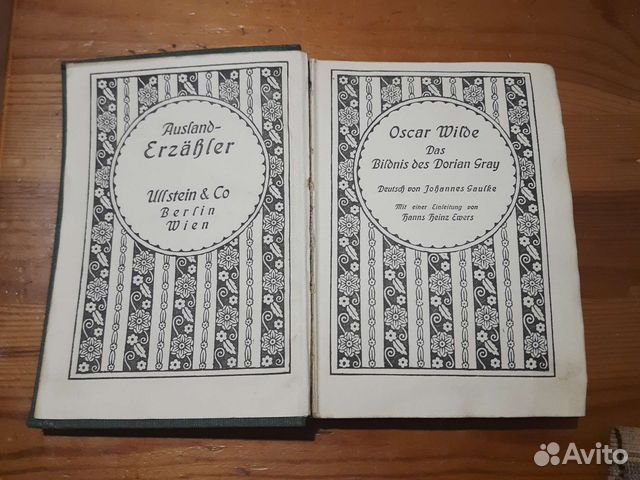 Ausland-
Erzähler
Ullstein & Co
Berlin
Wien
Oscar Wilde
Das
Bildnis des Dorian Gray
Deutsch von Johannes Gaulke
Mit einer Einleitung von
Hanns Heinz Ewers
Avito